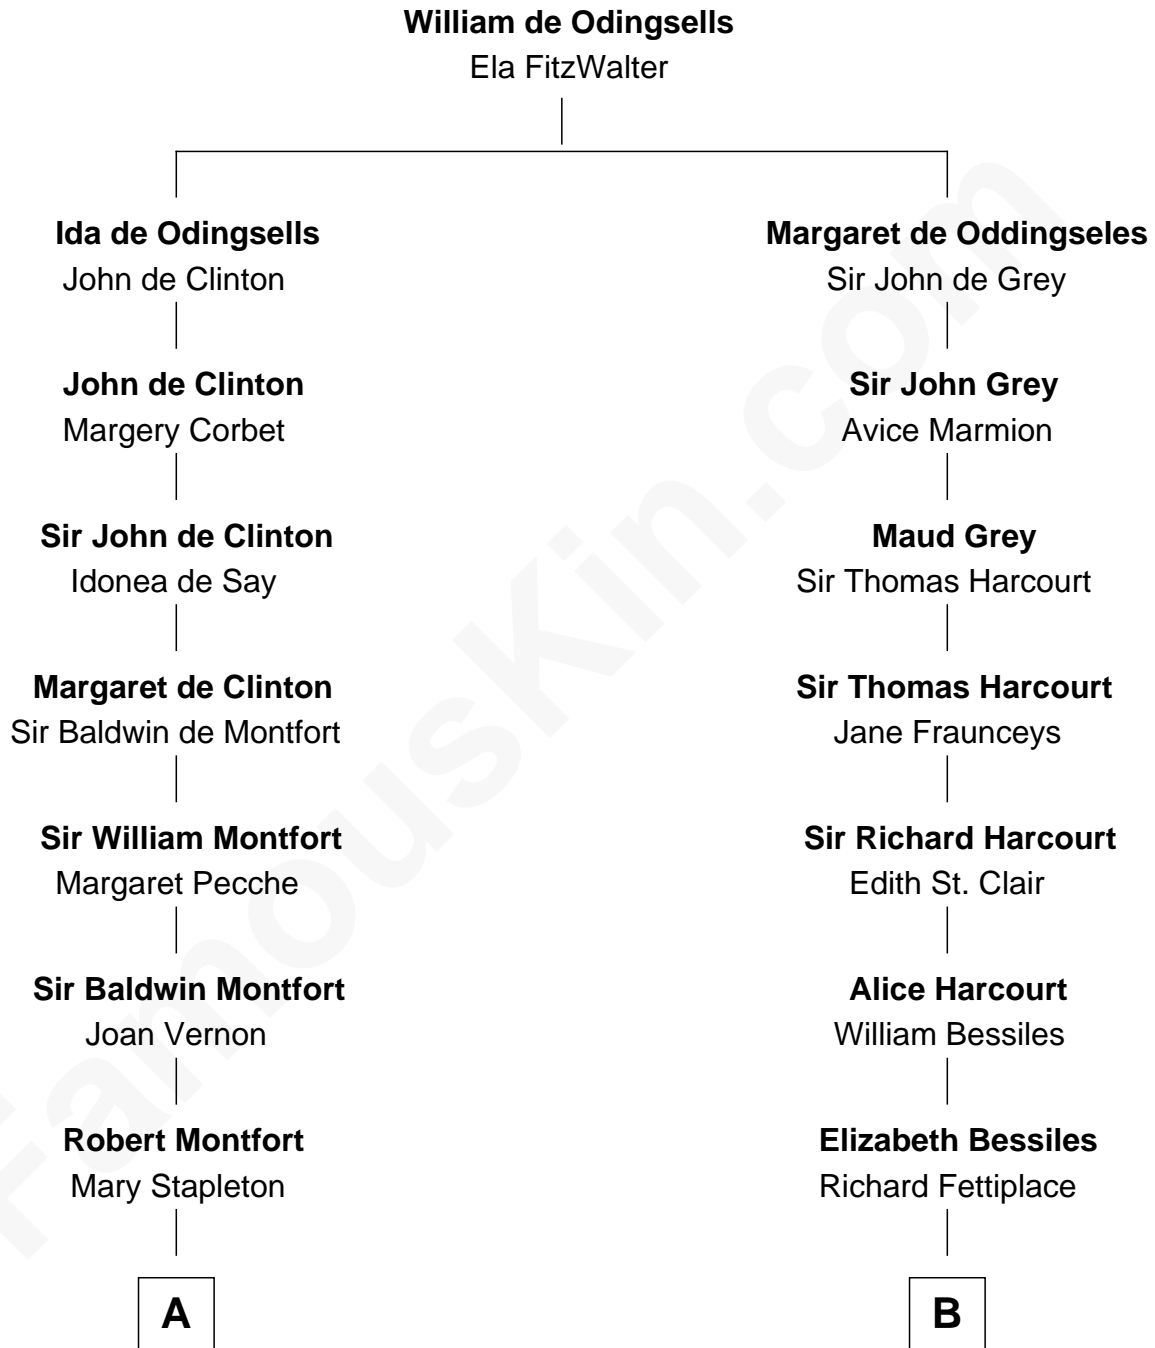 William de Odingsells
Ela FitzWalter
Ida de Odingsells
John de Clinton
Margaret de Oddingseles
Sir John de Grey
John de Clinton
Margery Corbet
Sir John Grey
Avice Marmion
Sir John de Clinton
Idonea de Say
Maud Grey
Sir Thomas Harcourt
Margaret de Clinton
Sir Baldwin de Montfort
Sir Thomas Harcourt
Jane Fraunceys
Sir William Montfort
Margaret Pecche
Sir Richard Harcourt
Edith St. Clair
Sir Baldwin Montfort
Joan Vernon
Alice Harcourt
William Bessiles
Robert Montfort
Mary Stapleton
Elizabeth Bessiles
Richard Fettiplace
A
B
FamousKin.com